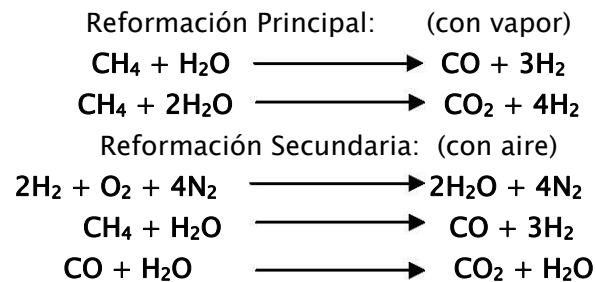 Reformación Principal: (con vapor)
CH₄ + H₂O → CO + 3H₂
CH₄ + 2H₂O → CO₂ + 4H₂
Reformación Secundaria: (con aire)
2H₂ + O₂ + 4N₂ → 2H₂O + 4N₂
CH₄ + H₂O → CO + 3H₂
CO + H₂O → CO₂ + H₂O